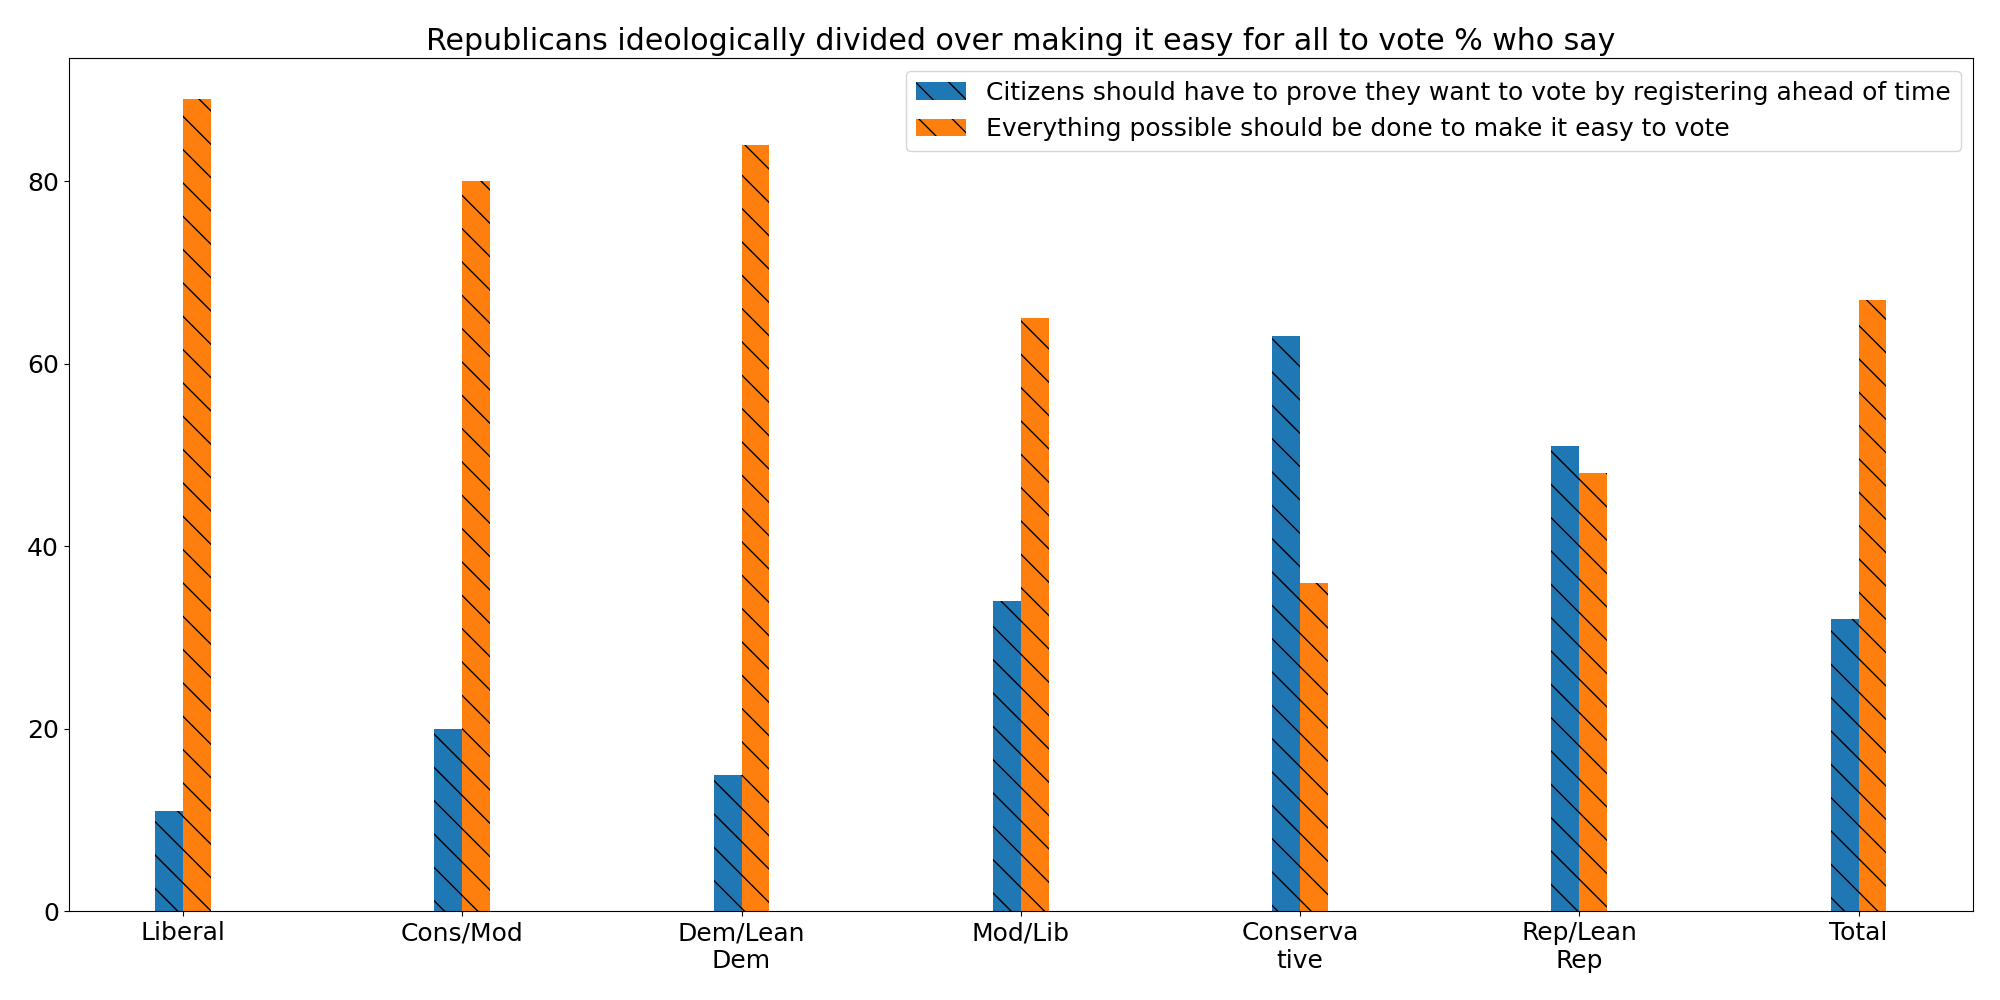 Republicans ideologically divided over making it easy for all to vote % who say
Citizens should have to prove they want to vote by registering ahead of time
Everything possible should be done to make it easy to vote
80
60
40
20
0
Liberal
Cons/Mod
Dem/Lean
Dem
Mod/Lib
Conserva
tive
Rep/Lean
Rep
Total